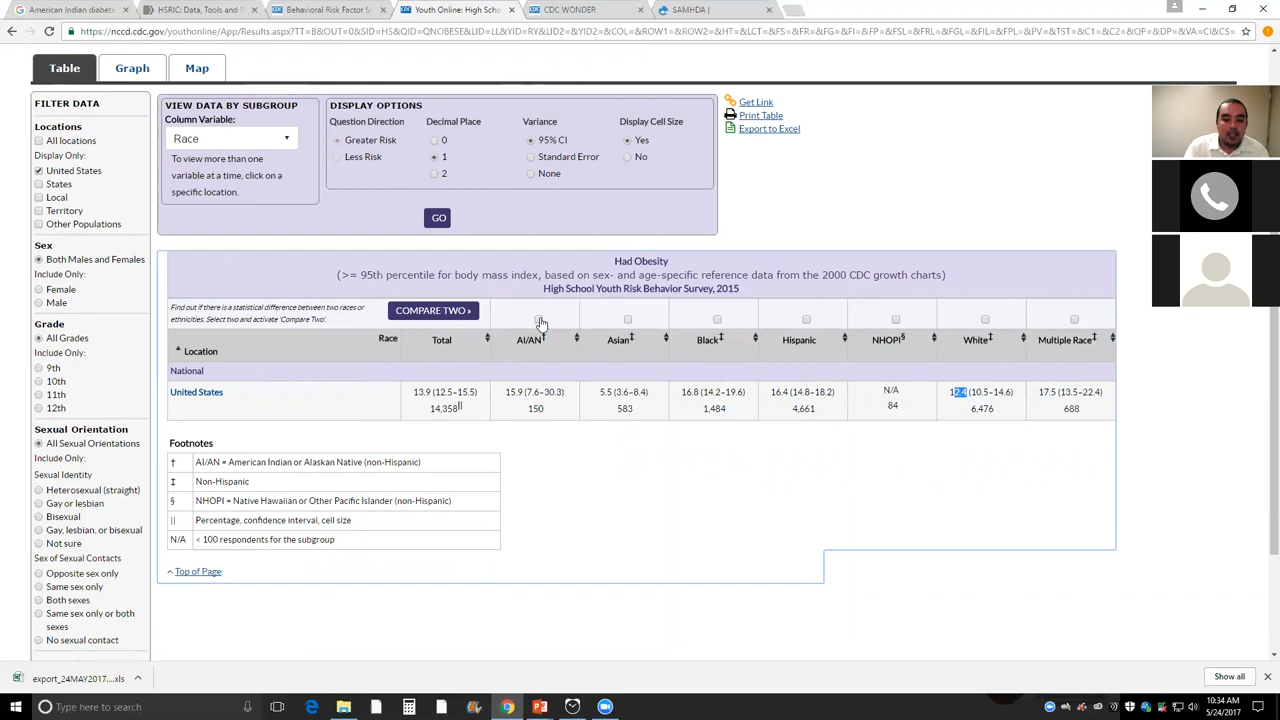 American Indian diabete
HSRIC: Data, Tools and S
Behavioral Risk Factor Sc
Youth Online: High Scho
CDC WONDER
SAMHDA |
https://nccd.cdc.gov/youthonline/App/Results.aspx?TT=B&OUT=0&SID=HS&QID=QNOBESE&LID=LL&YID=RY&LID2=&YID2=&COL=&ROW1=&ROW2=&HT=&LCT=&FS=&FR=&FG=&FI=&FP=&FSL=&FRL=&FGL=&FIL=&FPL=&PV=&TST=&C1=&C2=&QP=&DP=&VA=CI&CS=
Table
Graph
Map
FILTER DATA
Locations
All locations
Display Only:
United States
States
Local
Territory
Other Populations
Sex
Both Males and Females
Include Only:
Female
Male
Grade
All Grades
Include Only:
9th
10th
11th
12th
Sexual Orientation
All Sexual Orientations
Include Only:
Sexual Identity
Heterosexual (straight)
Gay or lesbian
Bisexual
Gay, lesbian, or bisexual
Not sure
Sex of Sexual Contacts
Opposite sex only
Same sex only
Both sexes
Same sex only or both
sexes
No sexual contact
VIEW DATA BY SUBGROUP
Column Variable:
Race
To view more than one
variable at a time, click on a
specific location.
DISPLAY OPTIONS
Question Direction
Greater Risk
Less Risk
Decimal Place
0
1
2
Variance
95% CI
Standard Error
None
Display Cell Size
Yes
No
GO
Get Link
Print Table
Export to Excel
Had Obesity
(>= 95th percentile for body mass index, based on sex- and age-specific reference data from the 2000 CDC growth charts)
High School Youth Risk Behavior Survey, 2015
Find out if there is a statistical difference between two races or
ethnicities. Select two and activate 'Compare Two'.
COMPARE TWO »
Race
Location
Total
AI/AN†
Asian‡
Black‡
Hispanic
NHOPI§
White‡
Multiple Race‡
National
United States
13.9 (12.5–15.5)
14,358||
15.9 (7.6–30.3)
150
5.5 (3.6–8.4)
583
16.8 (14.2–19.6)
1,484
16.4 (14.8–18.2)
4,661
N/A
84
12.4 (10.5–14.6)
6,476
17.5 (13.5–22.4)
688
Footnotes
† AI/AN = American Indian or Alaskan Native (non-Hispanic)
‡ Non-Hispanic
§ NHOPI = Native Hawaiian or Other Pacific Islander (non-Hispanic)
|| Percentage, confidence interval, cell size
N/A < 100 respondents for the subgroup
Top of Page
export_24MAY2017....xls
Show all
Type here to search
10:34 AM
5/24/2017